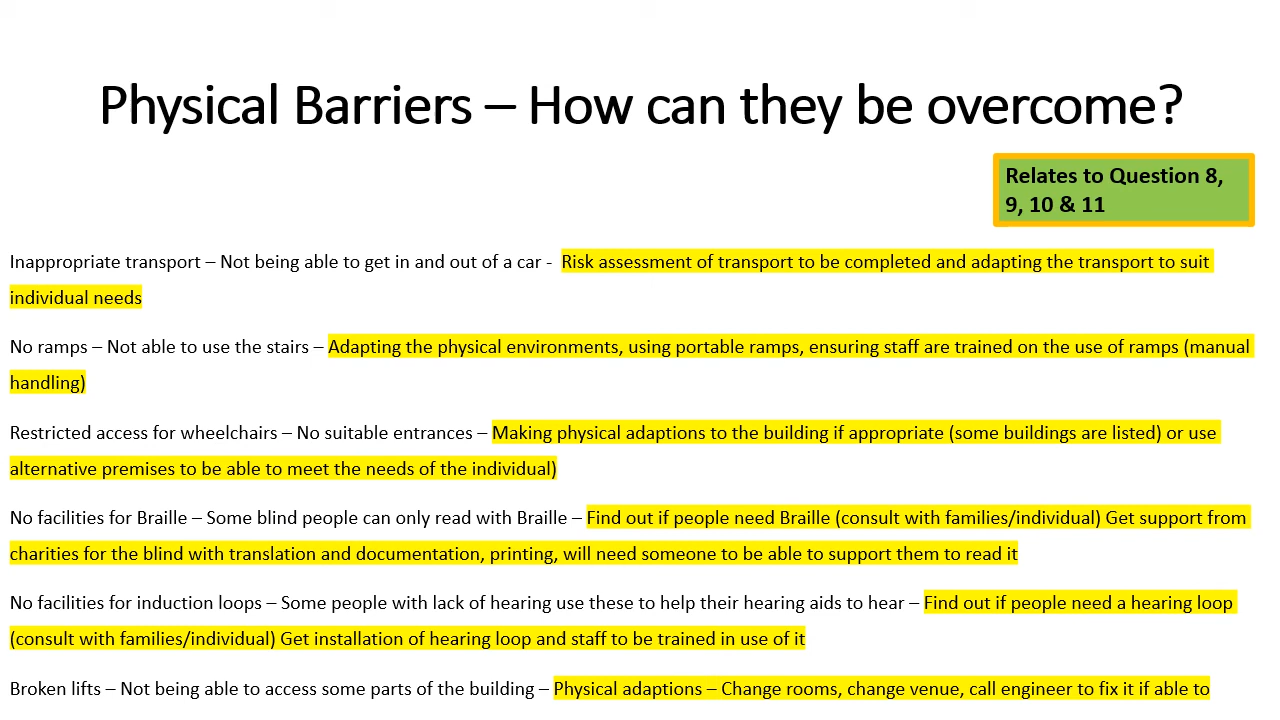 Physical Barriers – How can they be overcome?
Relates to Question 8,
9, 10 & 11
Inappropriate transport – Not being able to get in and out of a car -  Risk assessment of transport to be completed and adapting the transport to suit
individual needs
No ramps – Not able to use the stairs – Adapting the physical environments, using portable ramps, ensuring staff are trained on the use of ramps (manual
handling)
Restricted access for wheelchairs – No suitable entrances – Making physical adaptions to the building if appropriate (some buildings are listed) or use
alternative premises to be able to meet the needs of the individual)
No facilities for Braille – Some blind people can only read with Braille – Find out if people need Braille (consult with families/individual) Get support from
charities for the blind with translation and documentation, printing, will need someone to be able to support them to read it
No facilities for induction loops – Some people with lack of hearing use these to help their hearing aids to hear – Find out if people need a hearing loop
(consult with families/individual) Get installation of hearing loop and staff to be trained in use of it
Broken lifts – Not being able to access some parts of the building – Physical adaptions – Change rooms, change venue, call engineer to fix it if able to